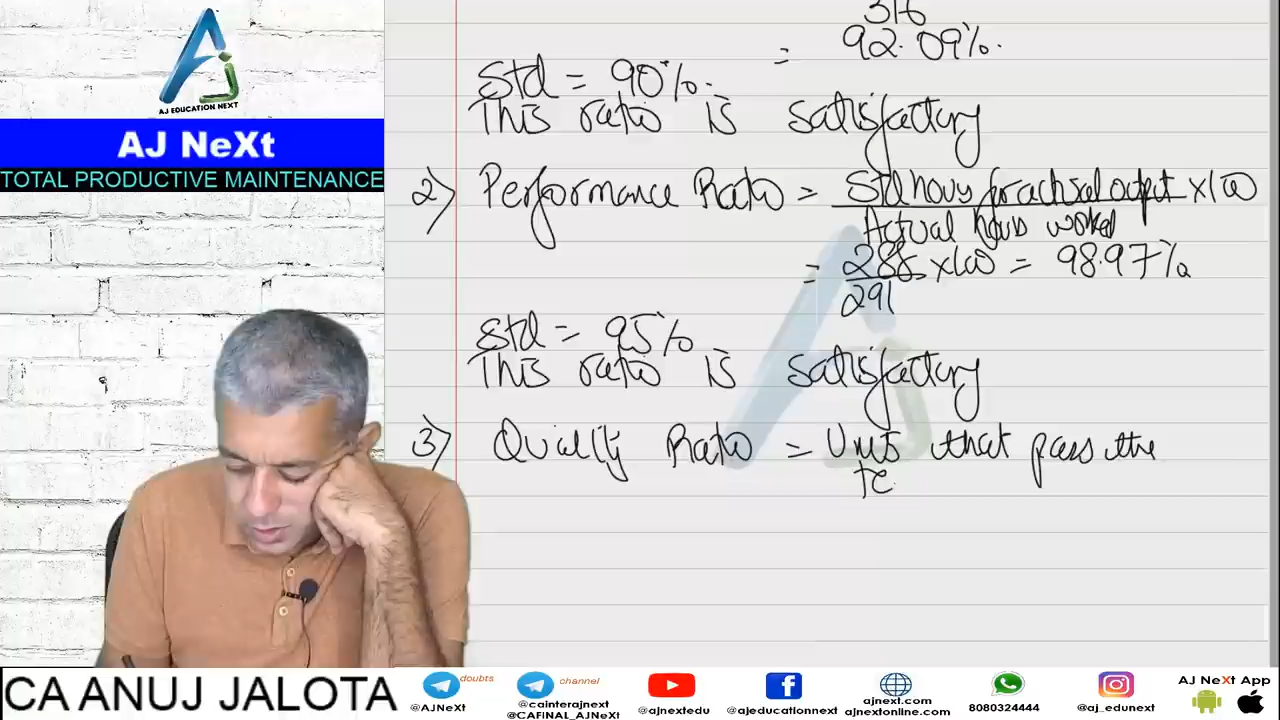 AJ EDUCATION NEXT
AJ NeXt
TOTAL PRODUCTIVE MAINTENANCE
316
= 92.09%.
Std = 90%.
This ratio is satisfactory
2) Performance Ratio = Std hours for actual output x100
Actual hours worked
= 288 x100 = 98.97%
291
Std = 95%
This ratio is satisfactory
3) Quality Ratio = Units that pass the
te
CA ANUJ JALOTA
doubts
@AJNeXt
channel
@cainterajnext
@CAFINAL_AJNeXt
@ajnextedu
@ajeducationnext
ajnext.com
ajnextonline.com
8080324444
@aj_edunext
AJ NeXt App